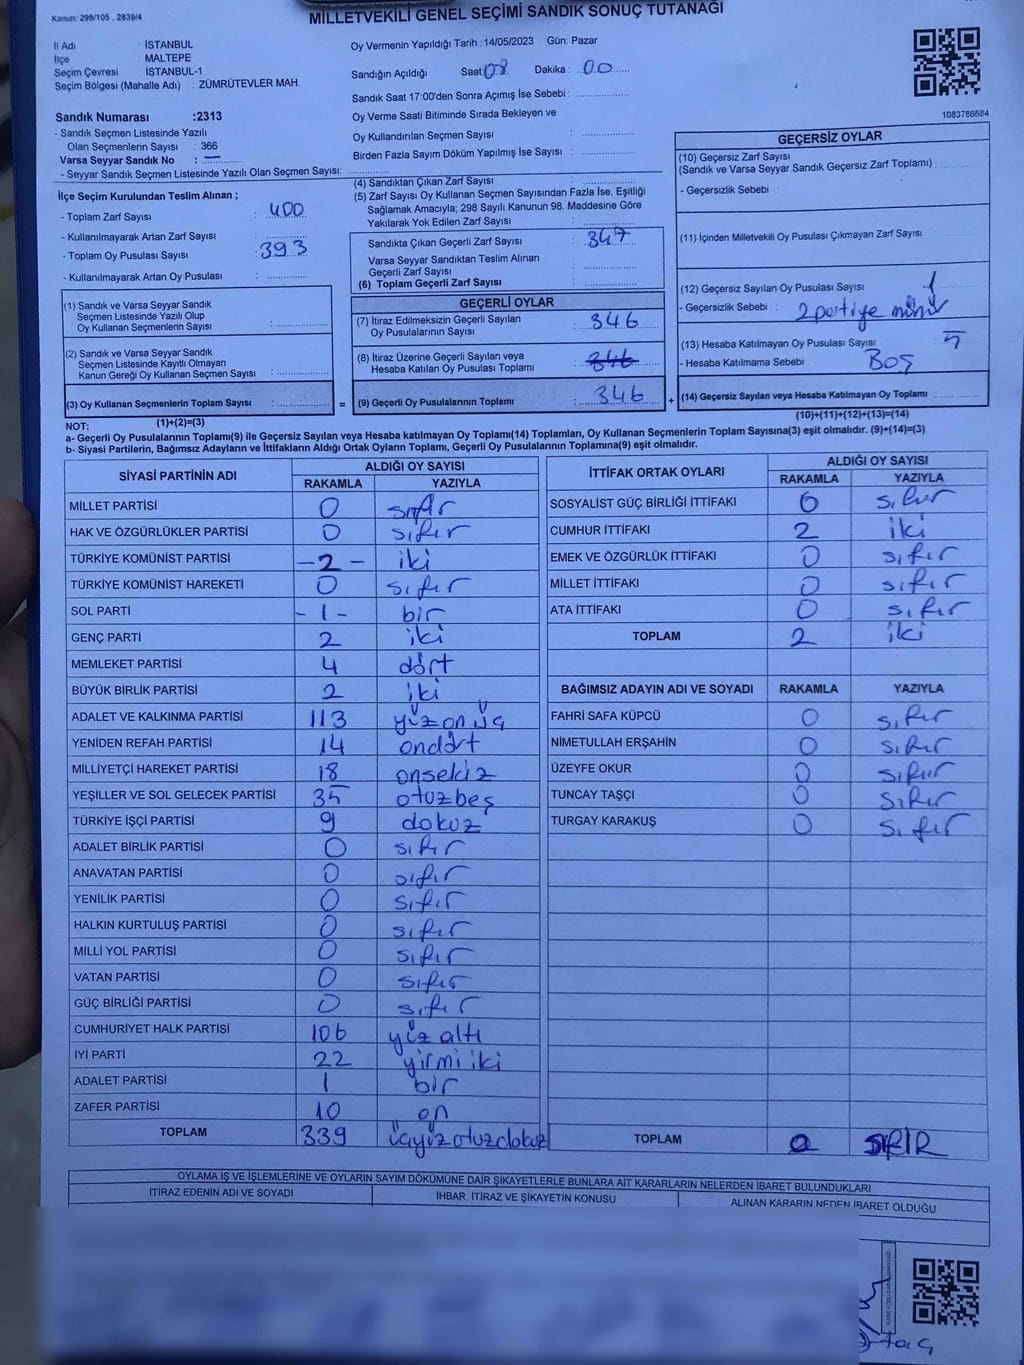 Kanun: 298/105 , 2839/4
MİLLETVEKİLİ GENEL SEÇİMİ SANDIK SONUÇ TUTANAĞI
İl Adı : İSTANBUL
İlçe : MALTEPE
Seçim Çevresi : İSTANBUL-1
Seçim Bölgesi (Mahalle Adı) : ZÜMRÜTEVLER MAH.
Oy Vermenin Yapıldığı Tarih :14/05/2023 Gün: Pazar
Sandığın Açıldığı Saat 08 Dakika : 00
Sandık Saat 17:00'den Sonra Açımış İse Sebebi :
Oy Verme Saati Bitiminde Sırada Bekleyen ve
Oy Kullandırılan Seçmen Sayısı :
Birden Fazla Sayım Döküm Yapılmış İse Sayısı :
1083786684
Sandık Numarası :2313
- Sandık Seçmen Listesinde Yazılı
Olan Seçmenlerin Sayısı : 366
Varsa Seyyar Sandık No : —
- Seyyar Sandık Seçmen Listesinde Yazılı Olan Seçmen Sayısı:
İlçe Seçim Kurulundan Teslim Alınan ;
- Toplam Zarf Sayısı : 400
- Kullanılmayarak Artan Zarf Sayısı :
- Toplam Oy Pusulası Sayısı : 393
- Kullanılmayarak Artan Oy Pusulası :
(1) Sandık ve Varsa Seyyar Sandık
Seçmen Listesinde Yazılı Olup
Oy Kullanan Seçmenlerin Sayısı :
(2) Sandık ve Varsa Seyyar Sandık
Seçmen Listesinde Kayıtlı Olmayan
Kanun Gereği Oy Kullanan Seçmen Sayısı :
(3) Oy Kullanan Seçmenlerin Toplam Sayısı :
(1)+(2)=(3)
(4) Sandıktan Çıkan Zarf Sayısı :
(5) Zarf Sayısı Oy Kullanan Seçmen Sayısından Fazla İse, Eşitliği
Sağlamak Amacıyla; 298 Sayılı Kanunun 98. Maddesine Göre
Yakılarak Yok Edilen Zarf Sayısı :
Sandıkta Çıkan Geçerli Zarf Sayısı : 347
Varsa Seyyar Sandıktan Teslim Alınan
Geçerli Zarf Sayısı :
(6) Toplam Geçerli Zarf Sayısı :
GEÇERLİ OYLAR
(7) İtiraz Edilmeksizin Geçerli Sayılan
Oy Pusulalarının Sayısı : 346
(8) İtiraz Üzerine Geçerli Sayılan veya
Hesaba Katılan Oy Pusulası Toplamı : 346
= (9) Geçerli Oy Pusulalarının Toplamı : 346 +
GEÇERSİZ OYLAR
(10) Geçersiz Zarf Sayısı
(Sandık ve Varsa Seyyar Sandık Geçersiz Zarf Toplamı) :
- Geçersizlik Sebebi :
(11) İçinden Milletvekili Oy Pusulası Çıkmayan Zarf Sayısı :
(12) Geçersiz Sayılan Oy Pusulası Sayısı : 1
- Geçersizlik Sebebi : 2 partiye mühür
(13) Hesaba Katılmayan Oy Pusulası Sayısı : 5
- Hesaba Katılmama Sebebi : BOŞ
(14) Geçersiz Sayılan veya Hesaba Katılmayan Oy Toplamı :
(10)+(11)+(12)+(13)=(14)
NOT:
a- Geçerli Oy Pusulalarının Toplamı(9) ile Geçersiz Sayılan veya Hesaba katılmayan Oy Toplamı(14) Toplamları, Oy Kullanan Seçmenlerin Toplam Sayısına(3) eşit olmalıdır. (9)+(14)=(3)
b- Siyasi Partilerin, Bağımsız Adayların ve İttifakların Aldığı Ortak Oyların Toplamı, Geçerli Oy Pusulalarının Toplamına(9) eşit olmalıdır.
SİYASİ PARTİNİN ADI ALDIĞI OY SAYISI
RAKAMLA YAZIYLA
MİLLET PARTİSİ 0 sıfır
HAK VE ÖZGÜRLÜKLER PARTİSİ 0 sıfır
TÜRKİYE KOMÜNİST PARTİSİ -2- iki
TÜRKİYE KOMÜNİST HAREKETİ 0 sıfır
SOL PARTİ -1- bir
GENÇ PARTİ 2 iki
MEMLEKET PARTİSİ 4 dört
BÜYÜK BİRLİK PARTİSİ 2 iki
ADALET VE KALKINMA PARTİSİ 113 yüz on üç
YENİDEN REFAH PARTİSİ 14 ondört
MİLLİYETÇİ HAREKET PARTİSİ 18 onsekiz
YEŞİLLER VE SOL GELECEK PARTİSİ 35 otuzbeş
TÜRKİYE İŞÇİ PARTİSİ 9 dokuz
ADALET BİRLİK PARTİSİ 0 sıfır
ANAVATAN PARTİSİ 0 sıfır
YENİLİK PARTİSİ 0 sıfır
HALKIN KURTULUŞ PARTİSİ 0 sıfır
MİLLİ YOL PARTİSİ 0 sıfır
VATAN PARTİSİ 0 sıfır
GÜÇ BİRLİĞİ PARTİSİ 0 sıfır
CUMHURİYET HALK PARTİSİ 106 yüz altı
İYİ PARTİ 22 yirmi iki
ADALET PARTİSİ 1 bir
ZAFER PARTİSİ 10 on
TOPLAM 339 üçyüzotuzdokuz
İTTİFAK ORTAK OYLARI ALDIĞI OY SAYISI
RAKAMLA YAZIYLA
SOSYALİST GÜÇ BİRLİĞİ İTTİFAKI 0 sıfır
CUMHUR İTTİFAKI 2 iki
EMEK VE ÖZGÜRLÜK İTTİFAKI 0 sıfır
MİLLET İTTİFAKI 0 sıfır
ATA İTTİFAKI 0 sıfır
TOPLAM 2 iki
BAĞIMSIZ ADAYIN ADI VE SOYADI RAKAMLA YAZIYLA
FAHRİ SAFA KÜPCÜ 0 sıfır
NİMETULLAH ERŞAHİN 0 sıfır
ÜZEYFE OKUR 0 sıfır
TUNCAY TAŞÇI 0 sıfır
TURGAY KARAKUŞ 0 sıfır
TOPLAM 0 SIFIR
OYLAMA İŞ VE İŞLEMLERİNE VE OYLARIN SAYIM DÖKÜMÜNE DAİR ŞİKAYETLERLE BUNLARA AİT KARARLARIN NELERDEN İBARET BULUNDUKLARI
İTİRAZ EDENİN ADI VE SOYADI İHBAR, İTİRAZ VE ŞİKAYETİN KONUSU ALINAN KARARIN NEDEN İBARET OLDUĞU